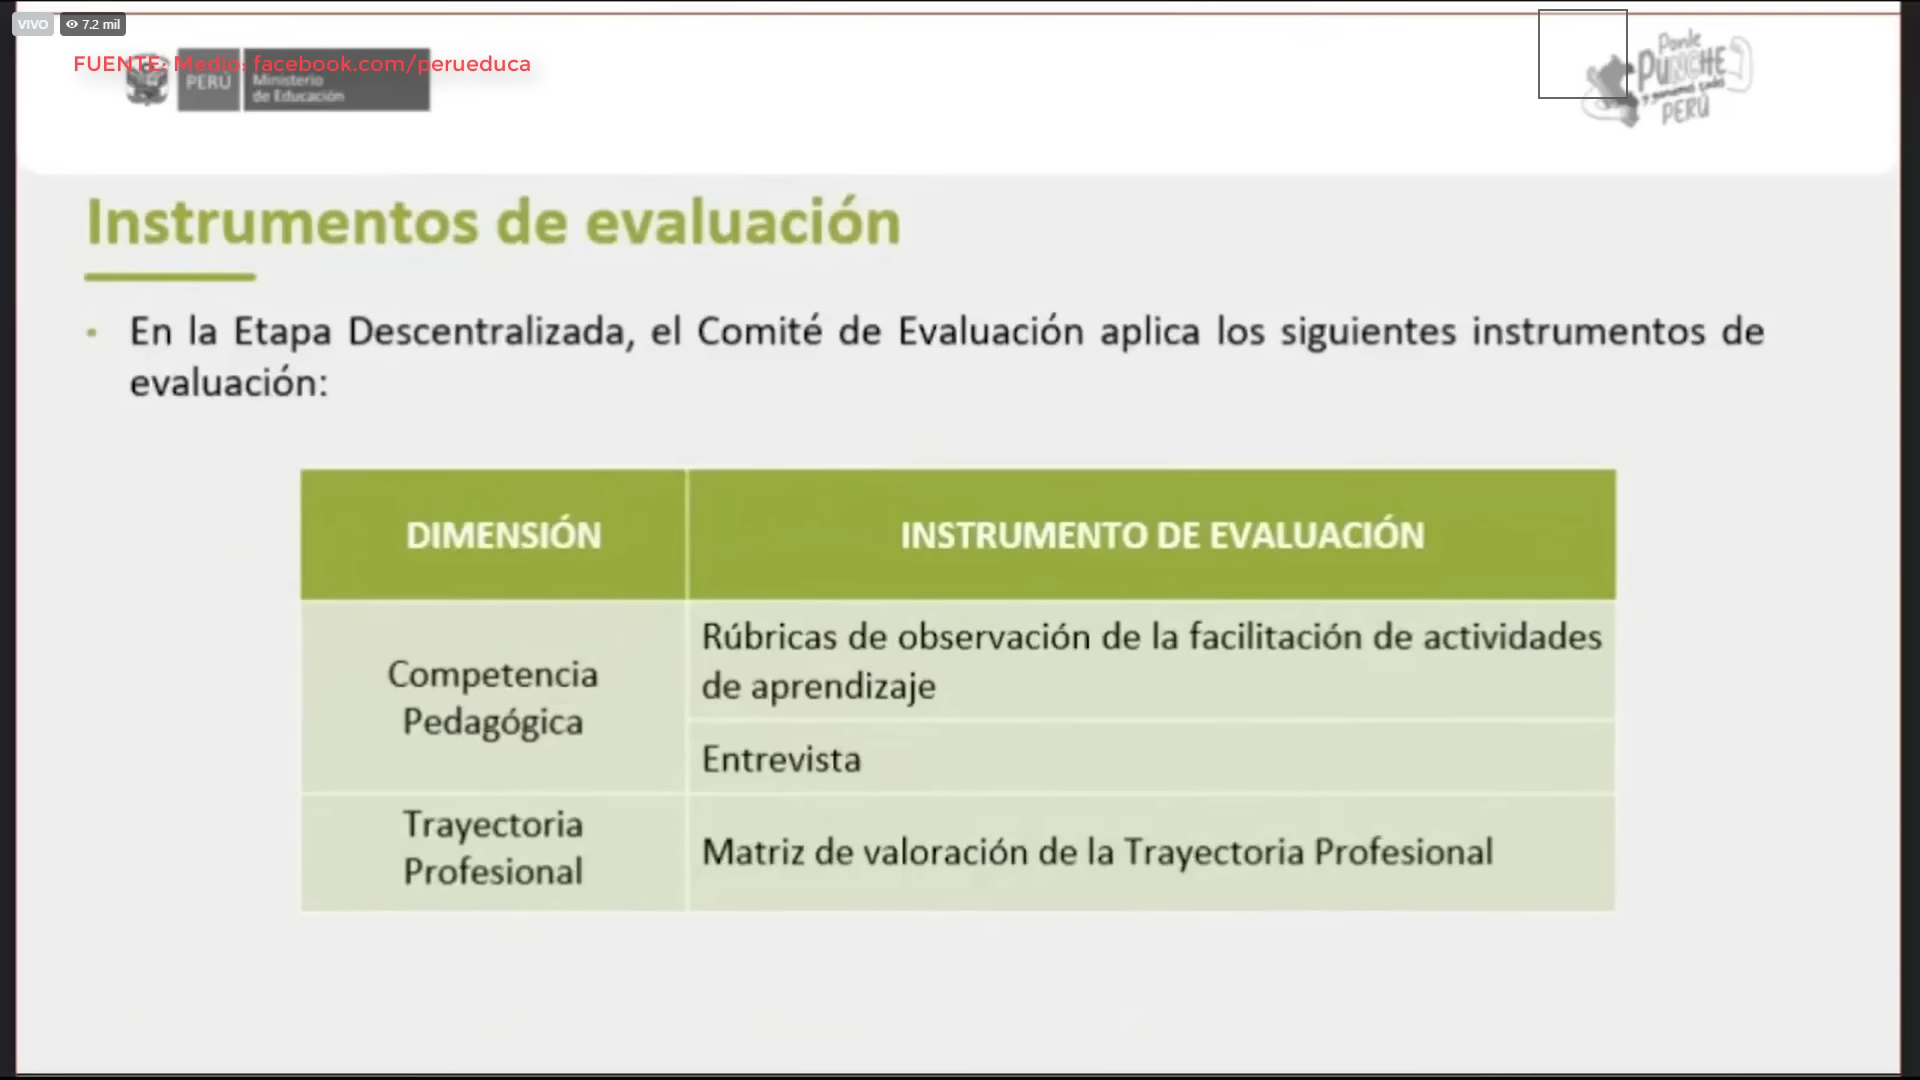 VIVO 7.2 mil
FUENTE: Medio: facebook.com/perueduca
PERÚ Ministerio
de Educación
Ponle
PUNCHE
PERÚ
Instrumentos de evaluación
• En la Etapa Descentralizada, el Comité de Evaluación aplica los siguientes instrumentos de
evaluación:
DIMENSIÓN INSTRUMENTO DE EVALUACIÓN
Competencia
Pedagógica
Rúbricas de observación de la facilitación de actividades
de aprendizaje
Entrevista
Trayectoria
Profesional
Matriz de valoración de la Trayectoria Profesional